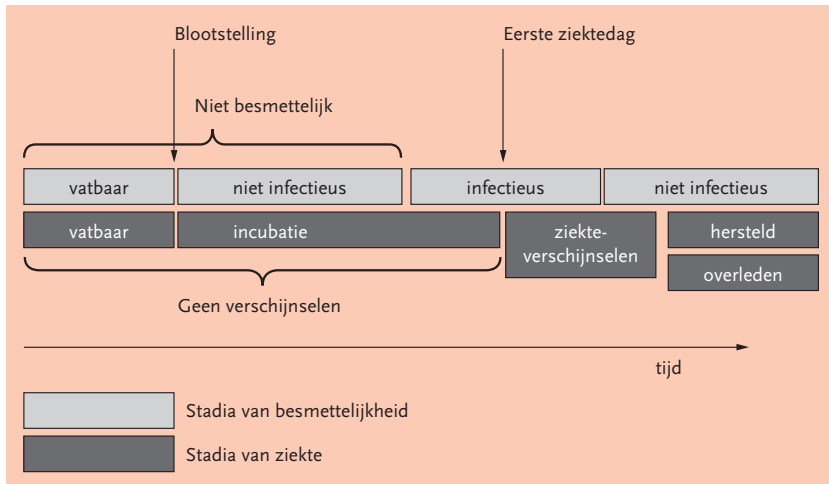 Blootstelling
Eerste ziektedag
Niet besmettelijk
vatbaar
niet infectieus
infectieus
niet infectieus
vatbaar
incubatie
ziekte-
verschijnselen
hersteld
overleden
Geen verschijnselen
tijd
Stadia van besmettelijkheid
Stadia van ziekte